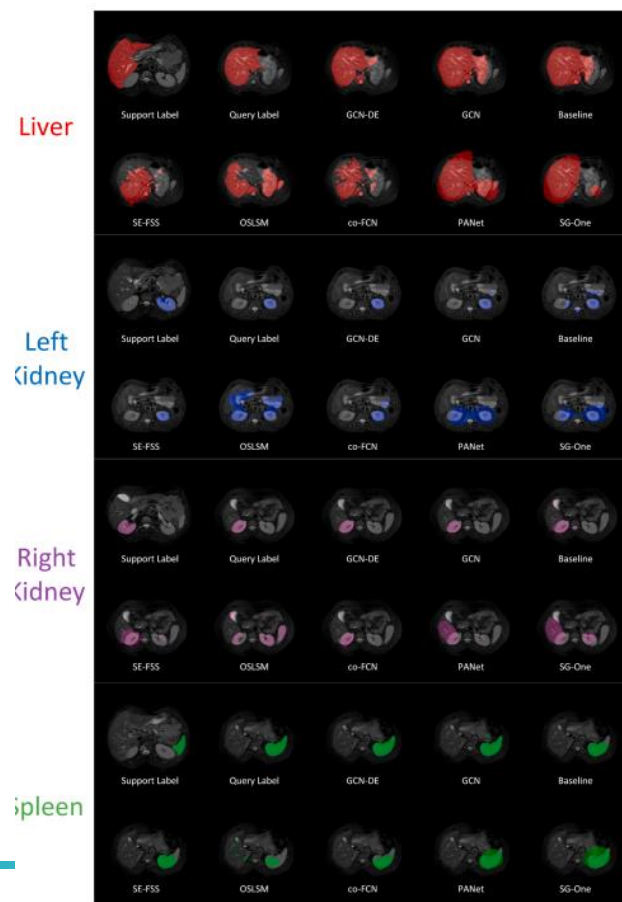 Liver
Support Label Query Label GCN-DE GCN Baseline
SE-FSS OSLSM co-FCN PANet SG-One
Left
Kidney
Support Label Query Label GCN-DE GCN Baseline
SE-FSS OSLSM co-FCN PANet SG-One
Right
Kidney
Support Label Query Label GCN-DE GCN Baseline
SE-FSS OSLSM co-FCN PANet SG-One
Spleen
Support Label Query Label GCN-DE GCN Baseline
SE-FSS OSLSM co-FCN PANet SG-One